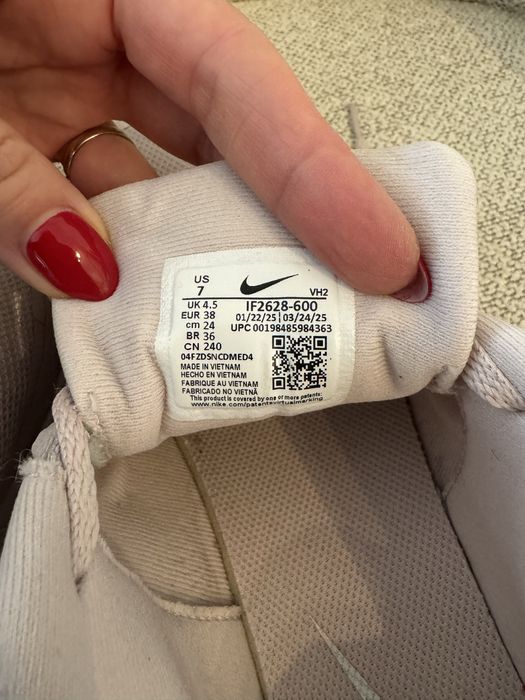 US
7
VH2
UK 4.5
IF2628-600
EUR 38
01/22/25 | 03/24/25
cm 24
UPC 00198485984363
BR 36
CN 240
04FZDSNCDMED4
MADE IN VIETNAM
HECHO EN VIETNAM
FABRIQUE AU VIETNAM
FABRICADO NO VIETNÃ
This product is covered by one of more patents:
www.nike.com/patentsvirtualmarking